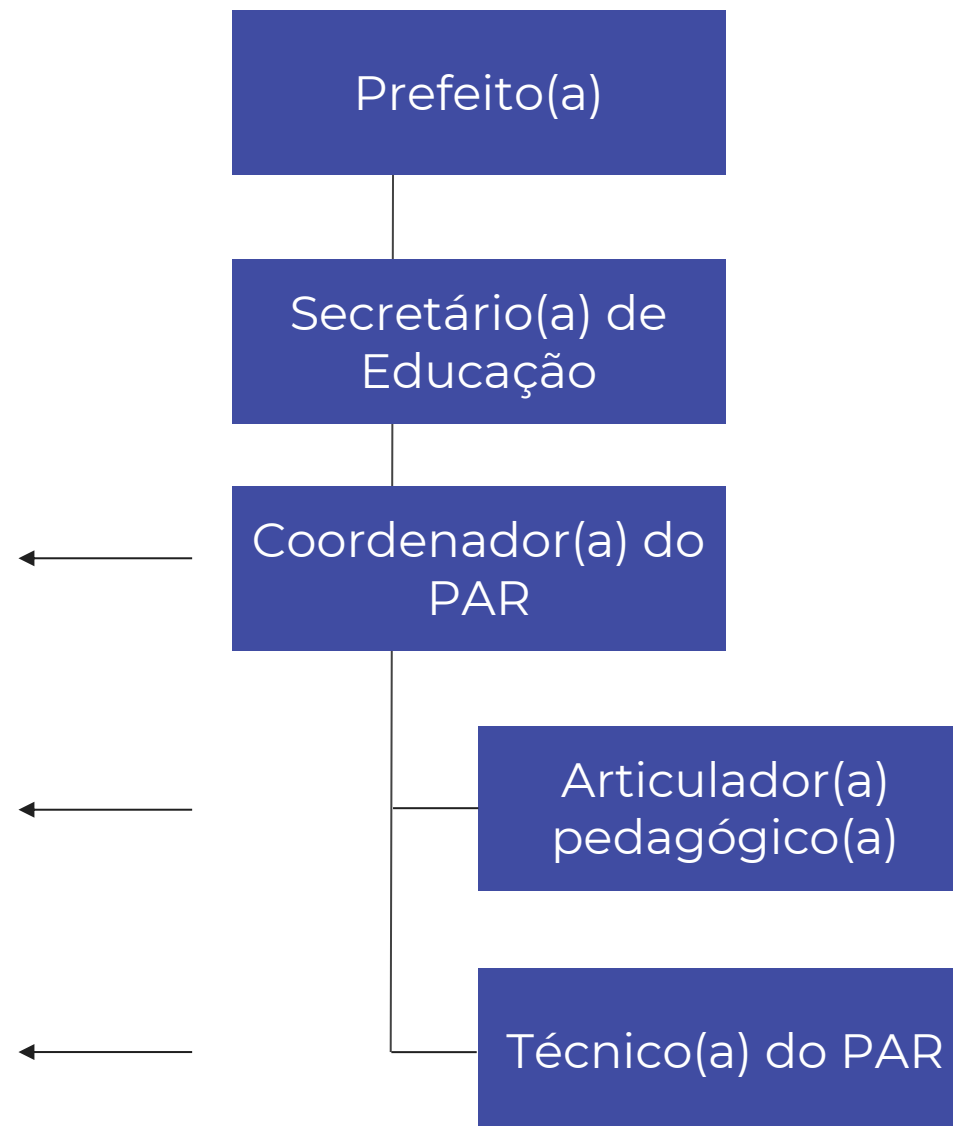 Prefeito(a)
Secretário(a) de
Educação
Coordenador(a) do
PAR
Articulador(a)
pedagógico(a)
Técnico(a) do PAR